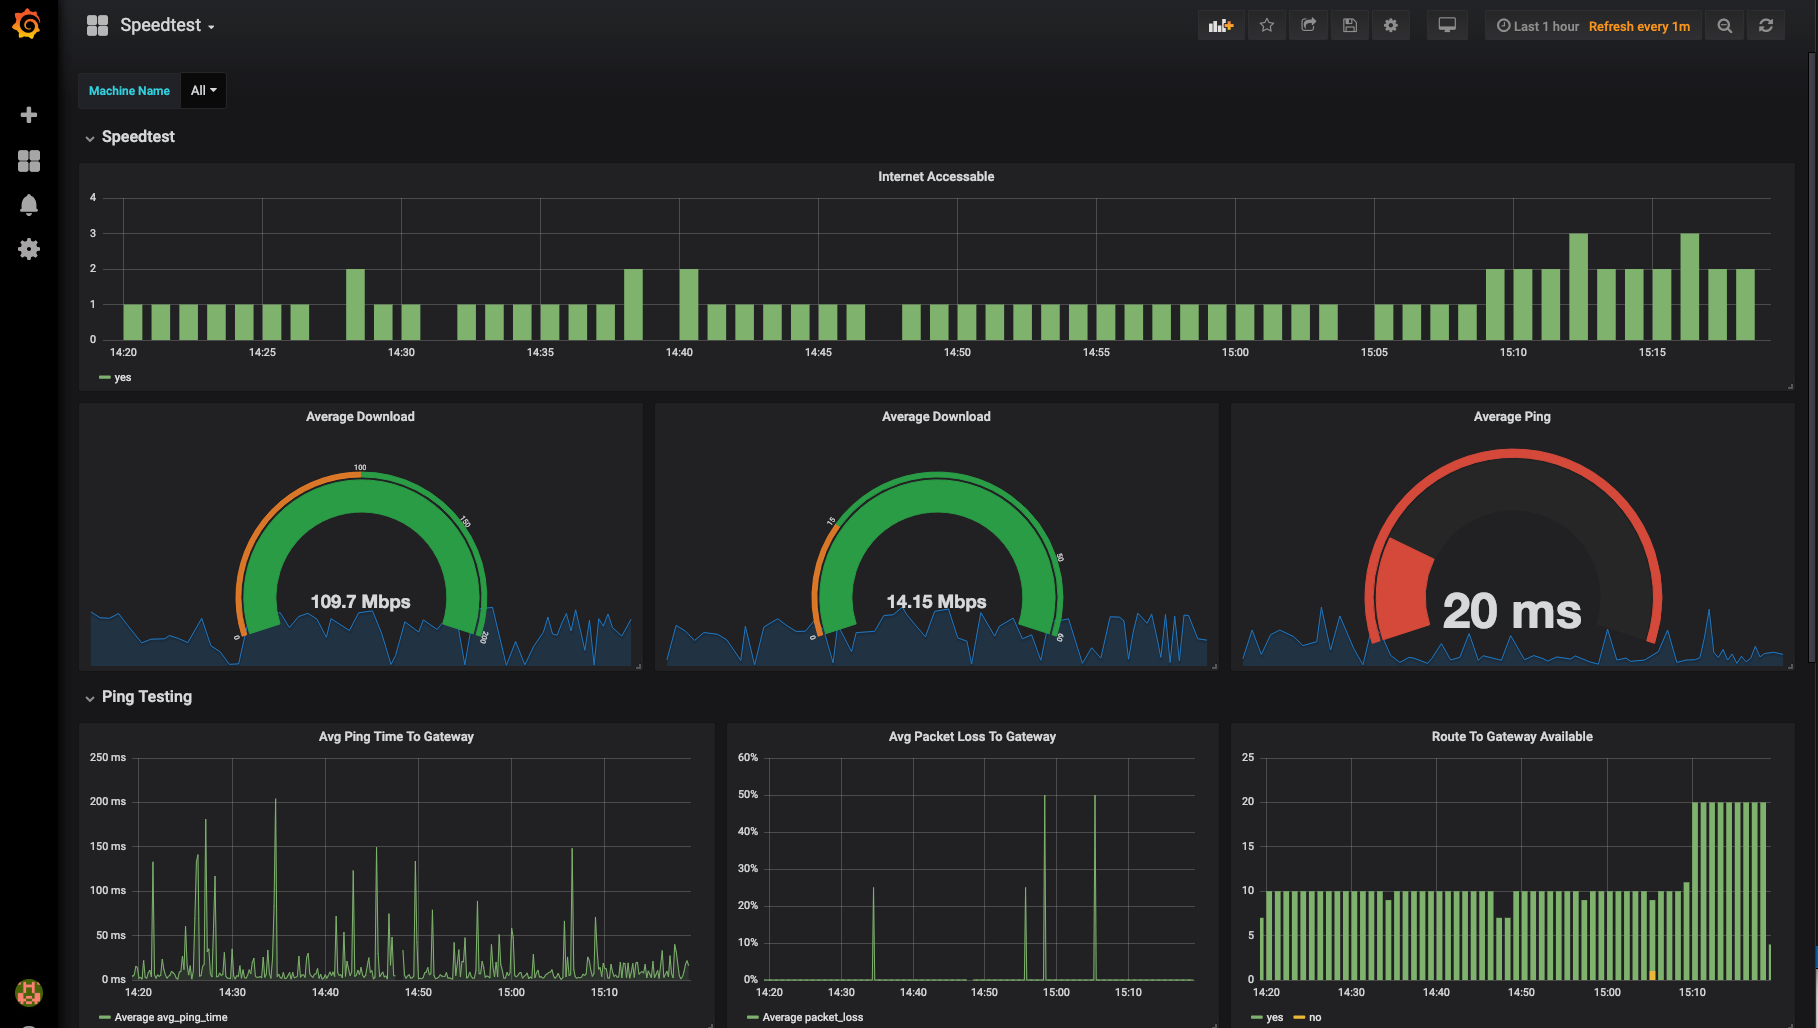 Speedtest
Last 1 hour Refresh every 1m
Machine Name All
Speedtest
Internet Accessable
4
3
2
1
0
14:20 14:25 14:30 14:35 14:40 14:45 14:50 14:55 15:00 15:05 15:10 15:15
yes
Average Download
100
150
200
0
109.7 Mbps
Average Download
15
50
60
0
14.15 Mbps
Average Ping
20 ms
Ping Testing
Avg Ping Time To Gateway
250 ms
200 ms
150 ms
100 ms
50 ms
0 ms
14:20 14:30 14:40 14:50 15:00 15:10
Average avg_ping_time
Avg Packet Loss To Gateway
60%
50%
40%
30%
20%
10%
0%
14:20 14:30 14:40 14:50 15:00 15:10
Average packet_loss
Route To Gateway Available
25
20
15
10
5
0
14:20 14:30 14:40 14:50 15:00 15:10
yes no